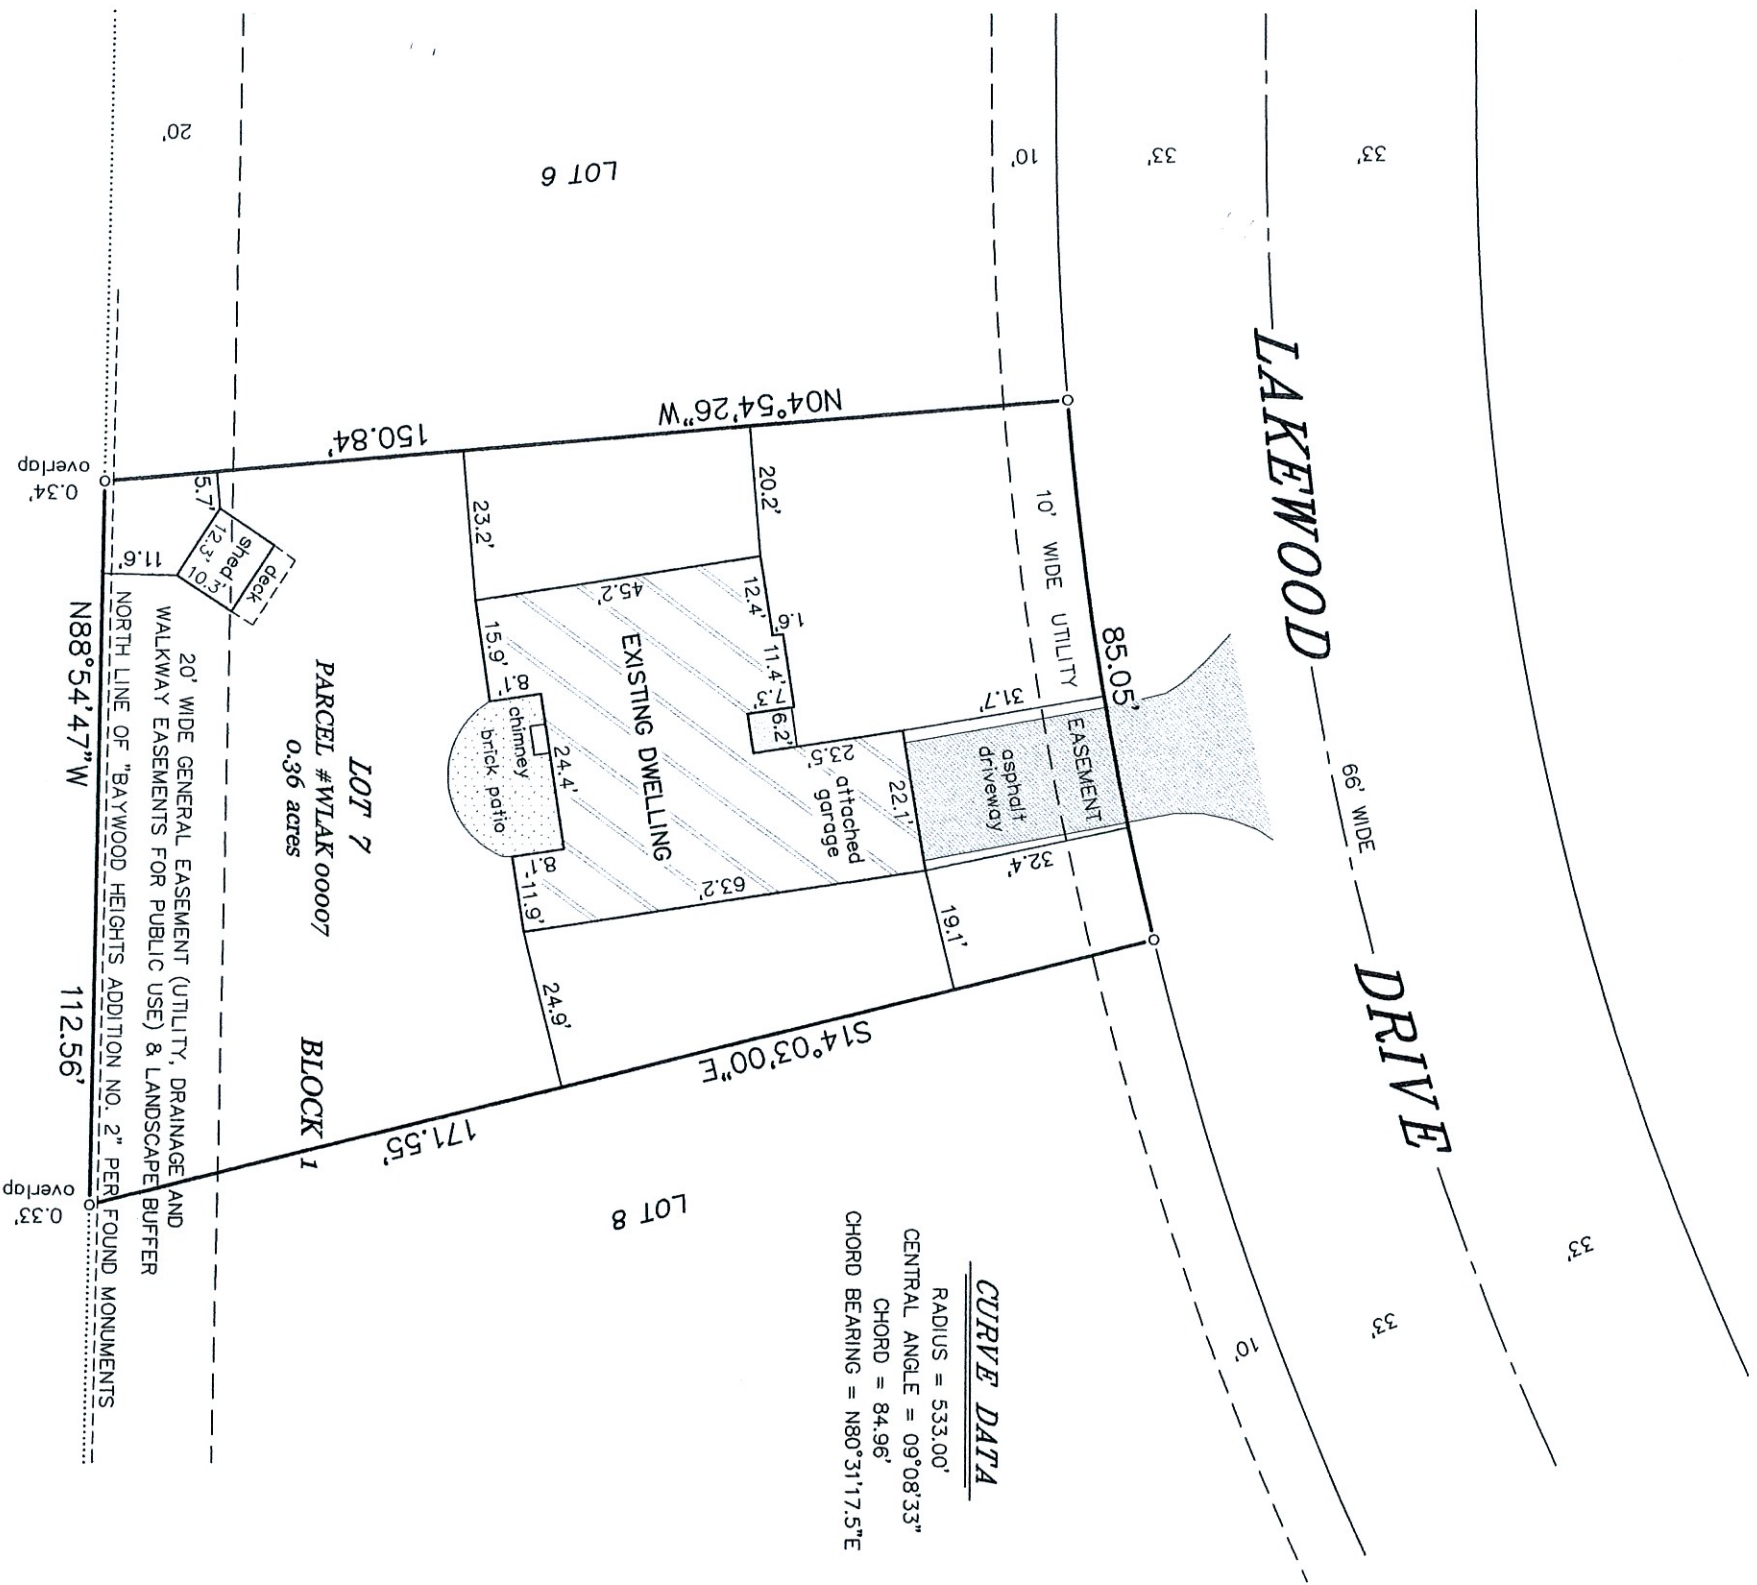 LAKEWOOD DRIVE
66' WIDE
33'
33'
33'
33'
10'
10'
20'
LOT 6
LOT 8
85.05'
10' WIDE UTILITY EASEMENT
N04°54'26"W
150.84'
S14°03'00"E
171.55'
N88°54'47"W
112.56'
asphalt
driveway
31.7'
32.4'
22.1'
19.1'
attached
garage
23.5'
6.2'
7.3'
11.4'
1.6'
12.4'
20.2'
45.2'
EXISTING DWELLING
63.2'
23.2'
15.9'
8.1'
chimney
24.4'
brick patio
8.1'
11.9'
24.9'
LOT 7
PARCEL #WLAK00007
0.36 acres
BLOCK 1
deck
shed
12.3'
10.3'
5.7'
11.6'
20' WIDE GENERAL EASEMENT (UTILITY, DRAINAGE AND
WALKWAY EASEMENTS FOR PUBLIC USE) & LANDSCAPE BUFFER
NORTH LINE OF "BAYWOOD HEIGHTS ADDITION NO. 2" PER FOUND MONUMENTS
0.34'
overlap
0.33'
overlap
CURVE DATA
RADIUS = 533.00'
CENTRAL ANGLE = 09°08'33"
CHORD = 84.96'
CHORD BEARING = N80°31'17.5"E